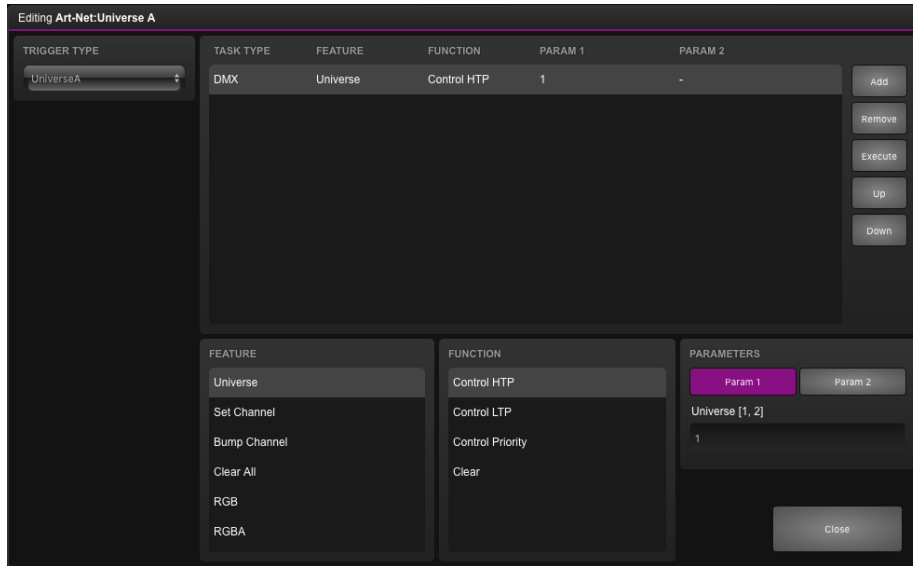 Editing Art-Net:Universe A
TRIGGER TYPE
UniverseA
TASK TYPE FEATURE FUNCTION PARAM 1 PARAM 2
DMX Universe Control HTP 1 -
Add
Remove
Execute
Up
Down
FEATURE
Universe
Set Channel
Bump Channel
Clear All
RGB
RGBA
FUNCTION
Control HTP
Control LTP
Control Priority
Clear
PARAMETERS
Param 1 Param 2
Universe [1, 2]
1
Close